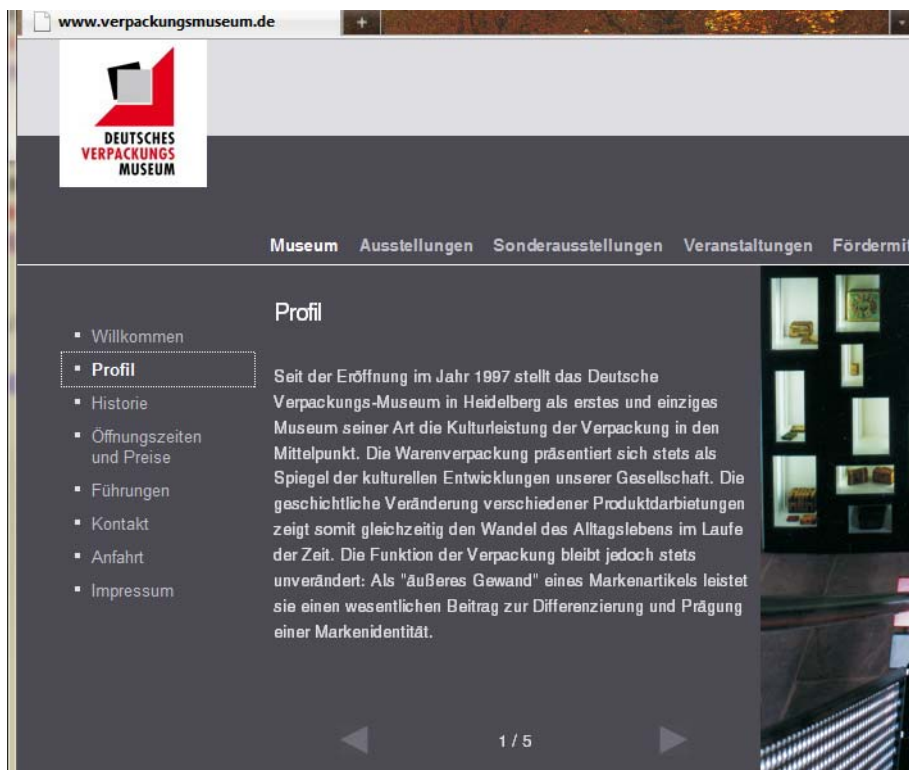 www.verpackungsmuseum.de
+
DEUTSCHES
VERPACKUNGS
MUSEUM
Museum Ausstellungen Sonderausstellungen Veranstaltungen Fördermit
Willkommen
Profil
Historie
Öffnungszeiten
und Preise
Führungen
Kontakt
Anfahrt
Impressum
Profil
Seit der Eröffnung im Jahr 1997 stellt das Deutsche
Verpackungs-Museum in Heidelberg als erstes und einziges
Museum seiner Art die Kulturleistung der Verpackung in den
Mittelpunkt. Die Warenverpackung präsentiert sich stets als
Spiegel der kulturellen Entwicklungen unserer Gesellschaft. Die
geschichtliche Veränderung verschiedener Produktdarbietungen
zeigt somit gleichzeitig den Wandel des Alltagslebens im Laufe
der Zeit. Die Funktion der Verpackung bleibt jedoch stets
unverändert: Als "äußeres Gewand" eines Markenartikels leistet
sie einen wesentlichen Beitrag zur Differenzierung und Prägung
einer Markenidentität.
1 / 5